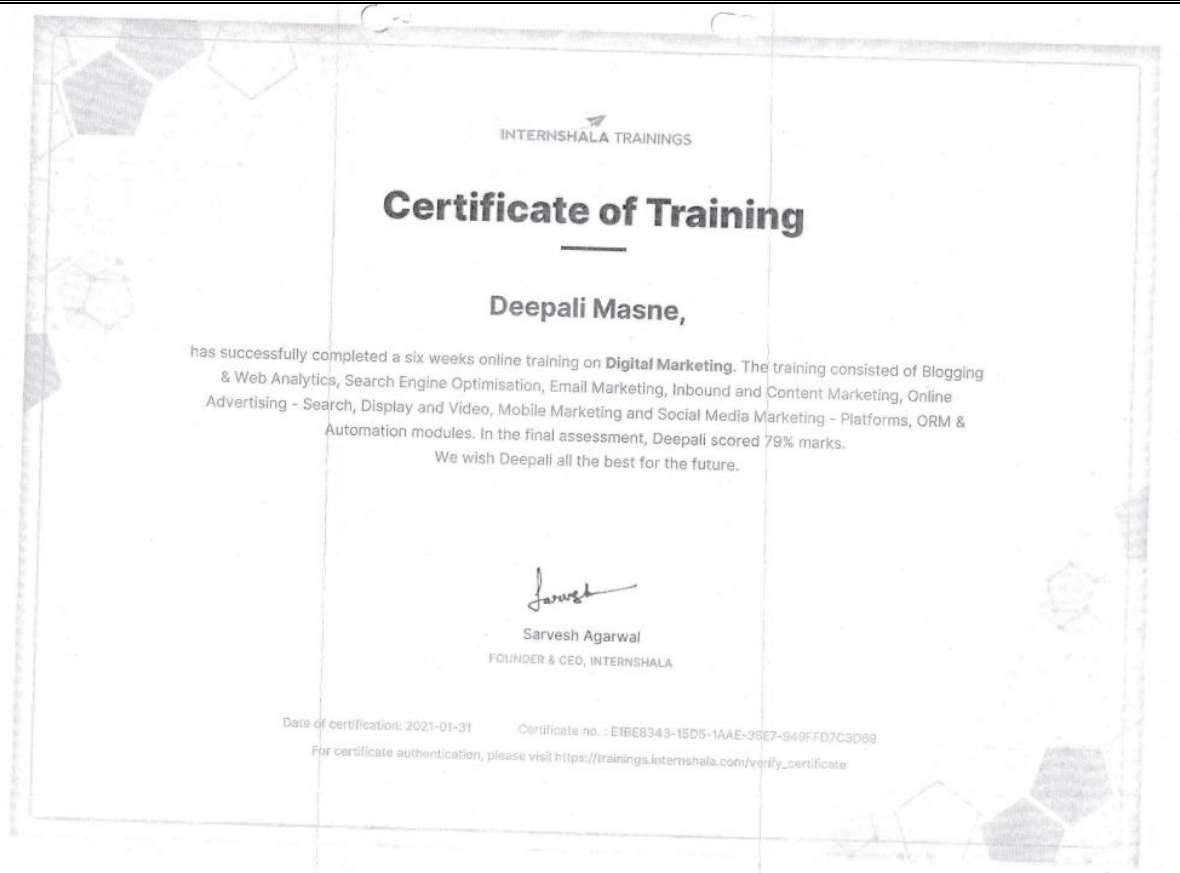 INTERNSHALA TRAININGS
Certificate of Training
Deepali Masne,
has successfully completed a six weeks online training on Digital Marketing. The training consisted of Blogging
& Web Analytics, Search Engine Optimisation, Email Marketing, Inbound and Content Marketing, Online
Advertising - Search, Display and Video, Mobile Marketing and Social Media Marketing - Platforms, ORM &
Automation modules. In the final assessment, Deepali scored 79% marks.
We wish Deepali all the best for the future.
Sarvesh
Sarvesh Agarwal
FOUNDER & CEO, INTERNSHALA
Date of certification: 2021-01-31 Certificate no. : E1BE8343-15D5-1AAE-35E7-949FFD7C3D69
For certificate authentication, please visit https://trainings.internshala.com/verify_certificate